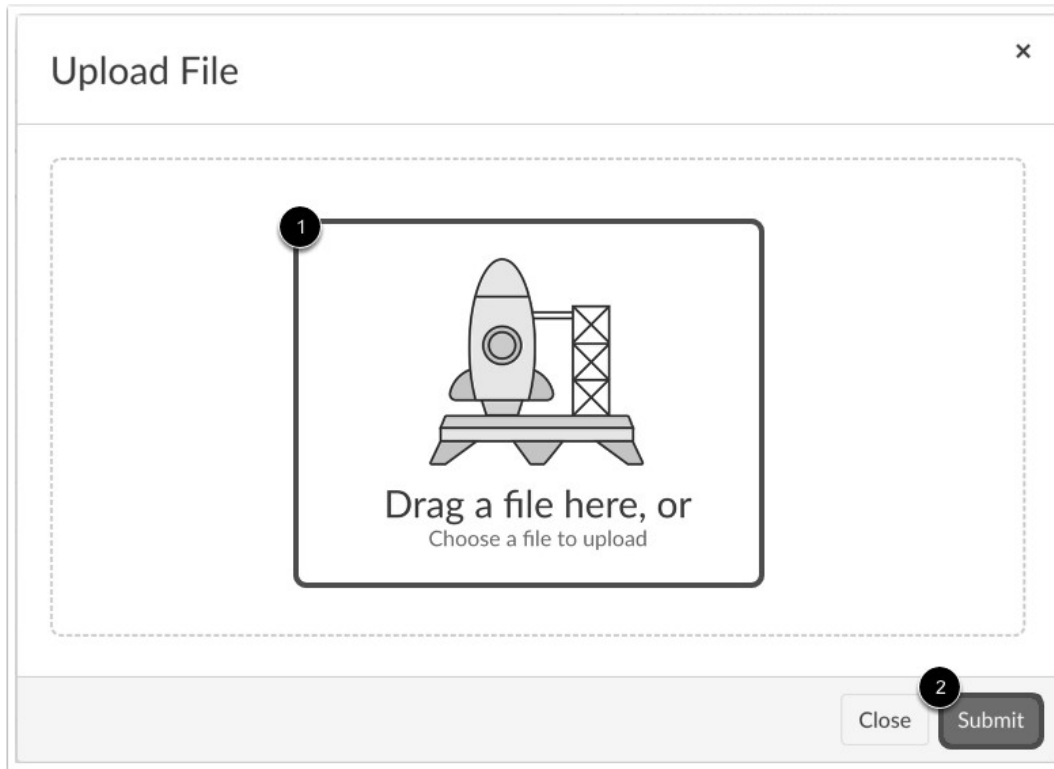 Upload File
×
1
Drag a file here, or
Choose a file to upload
2
Close
Submit